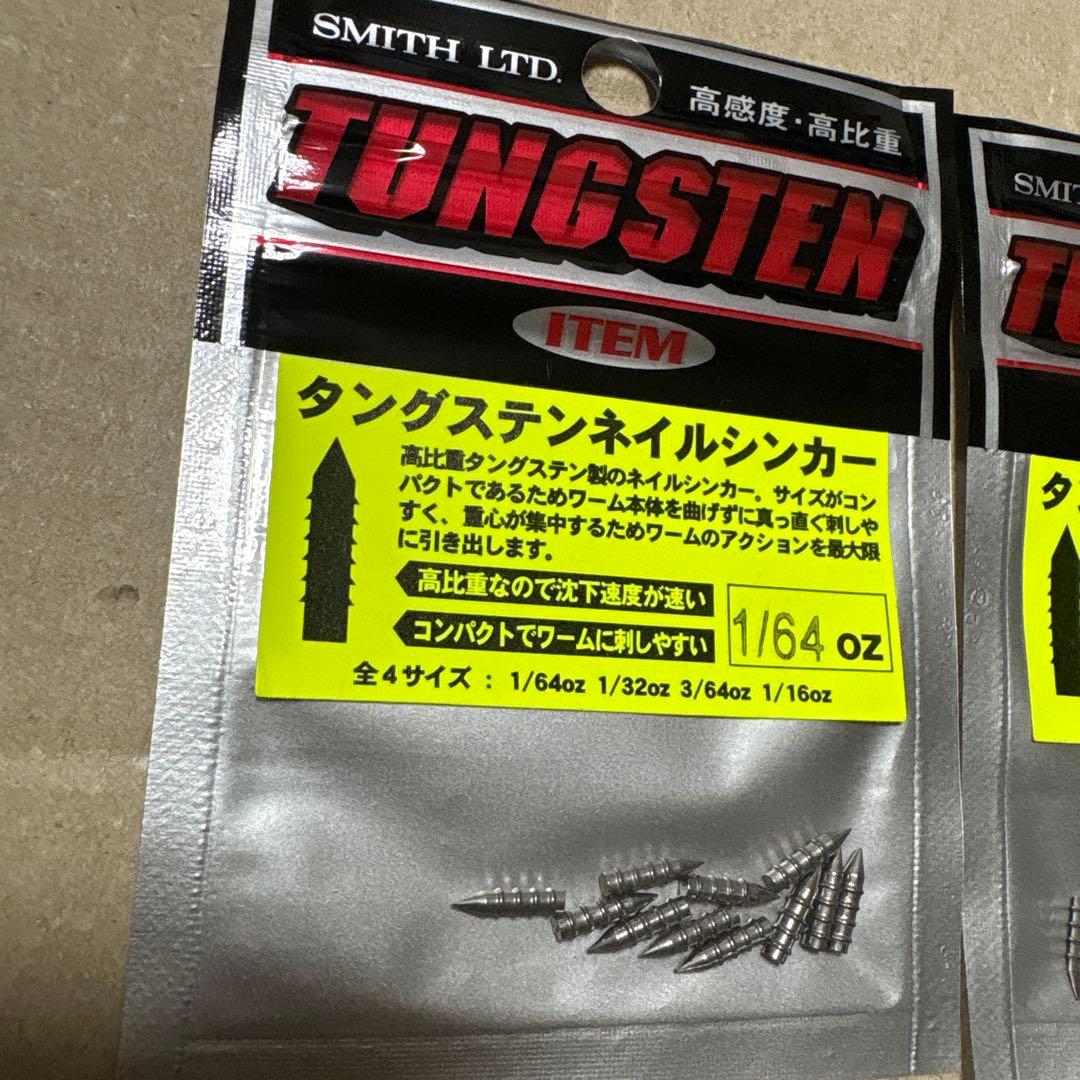 SMITH LTD.
高感度・高比重
TUNGSTEN
ITEM
タングステンネイルシンカー
高比重タングステン製のネイルシンカー。サイズがコン
パクトであるためワーム本体を曲げずに真っ直ぐ刺しや
すく、重心が集中するためワームのアクションを最大限
に引き出します。
高比重なので沈下速度が速い
コンパクトでワームに刺しやすい
1/64 oz
全4サイズ : 1/64oz 1/32oz 3/64oz 1/16oz
SMIT
TU
タ